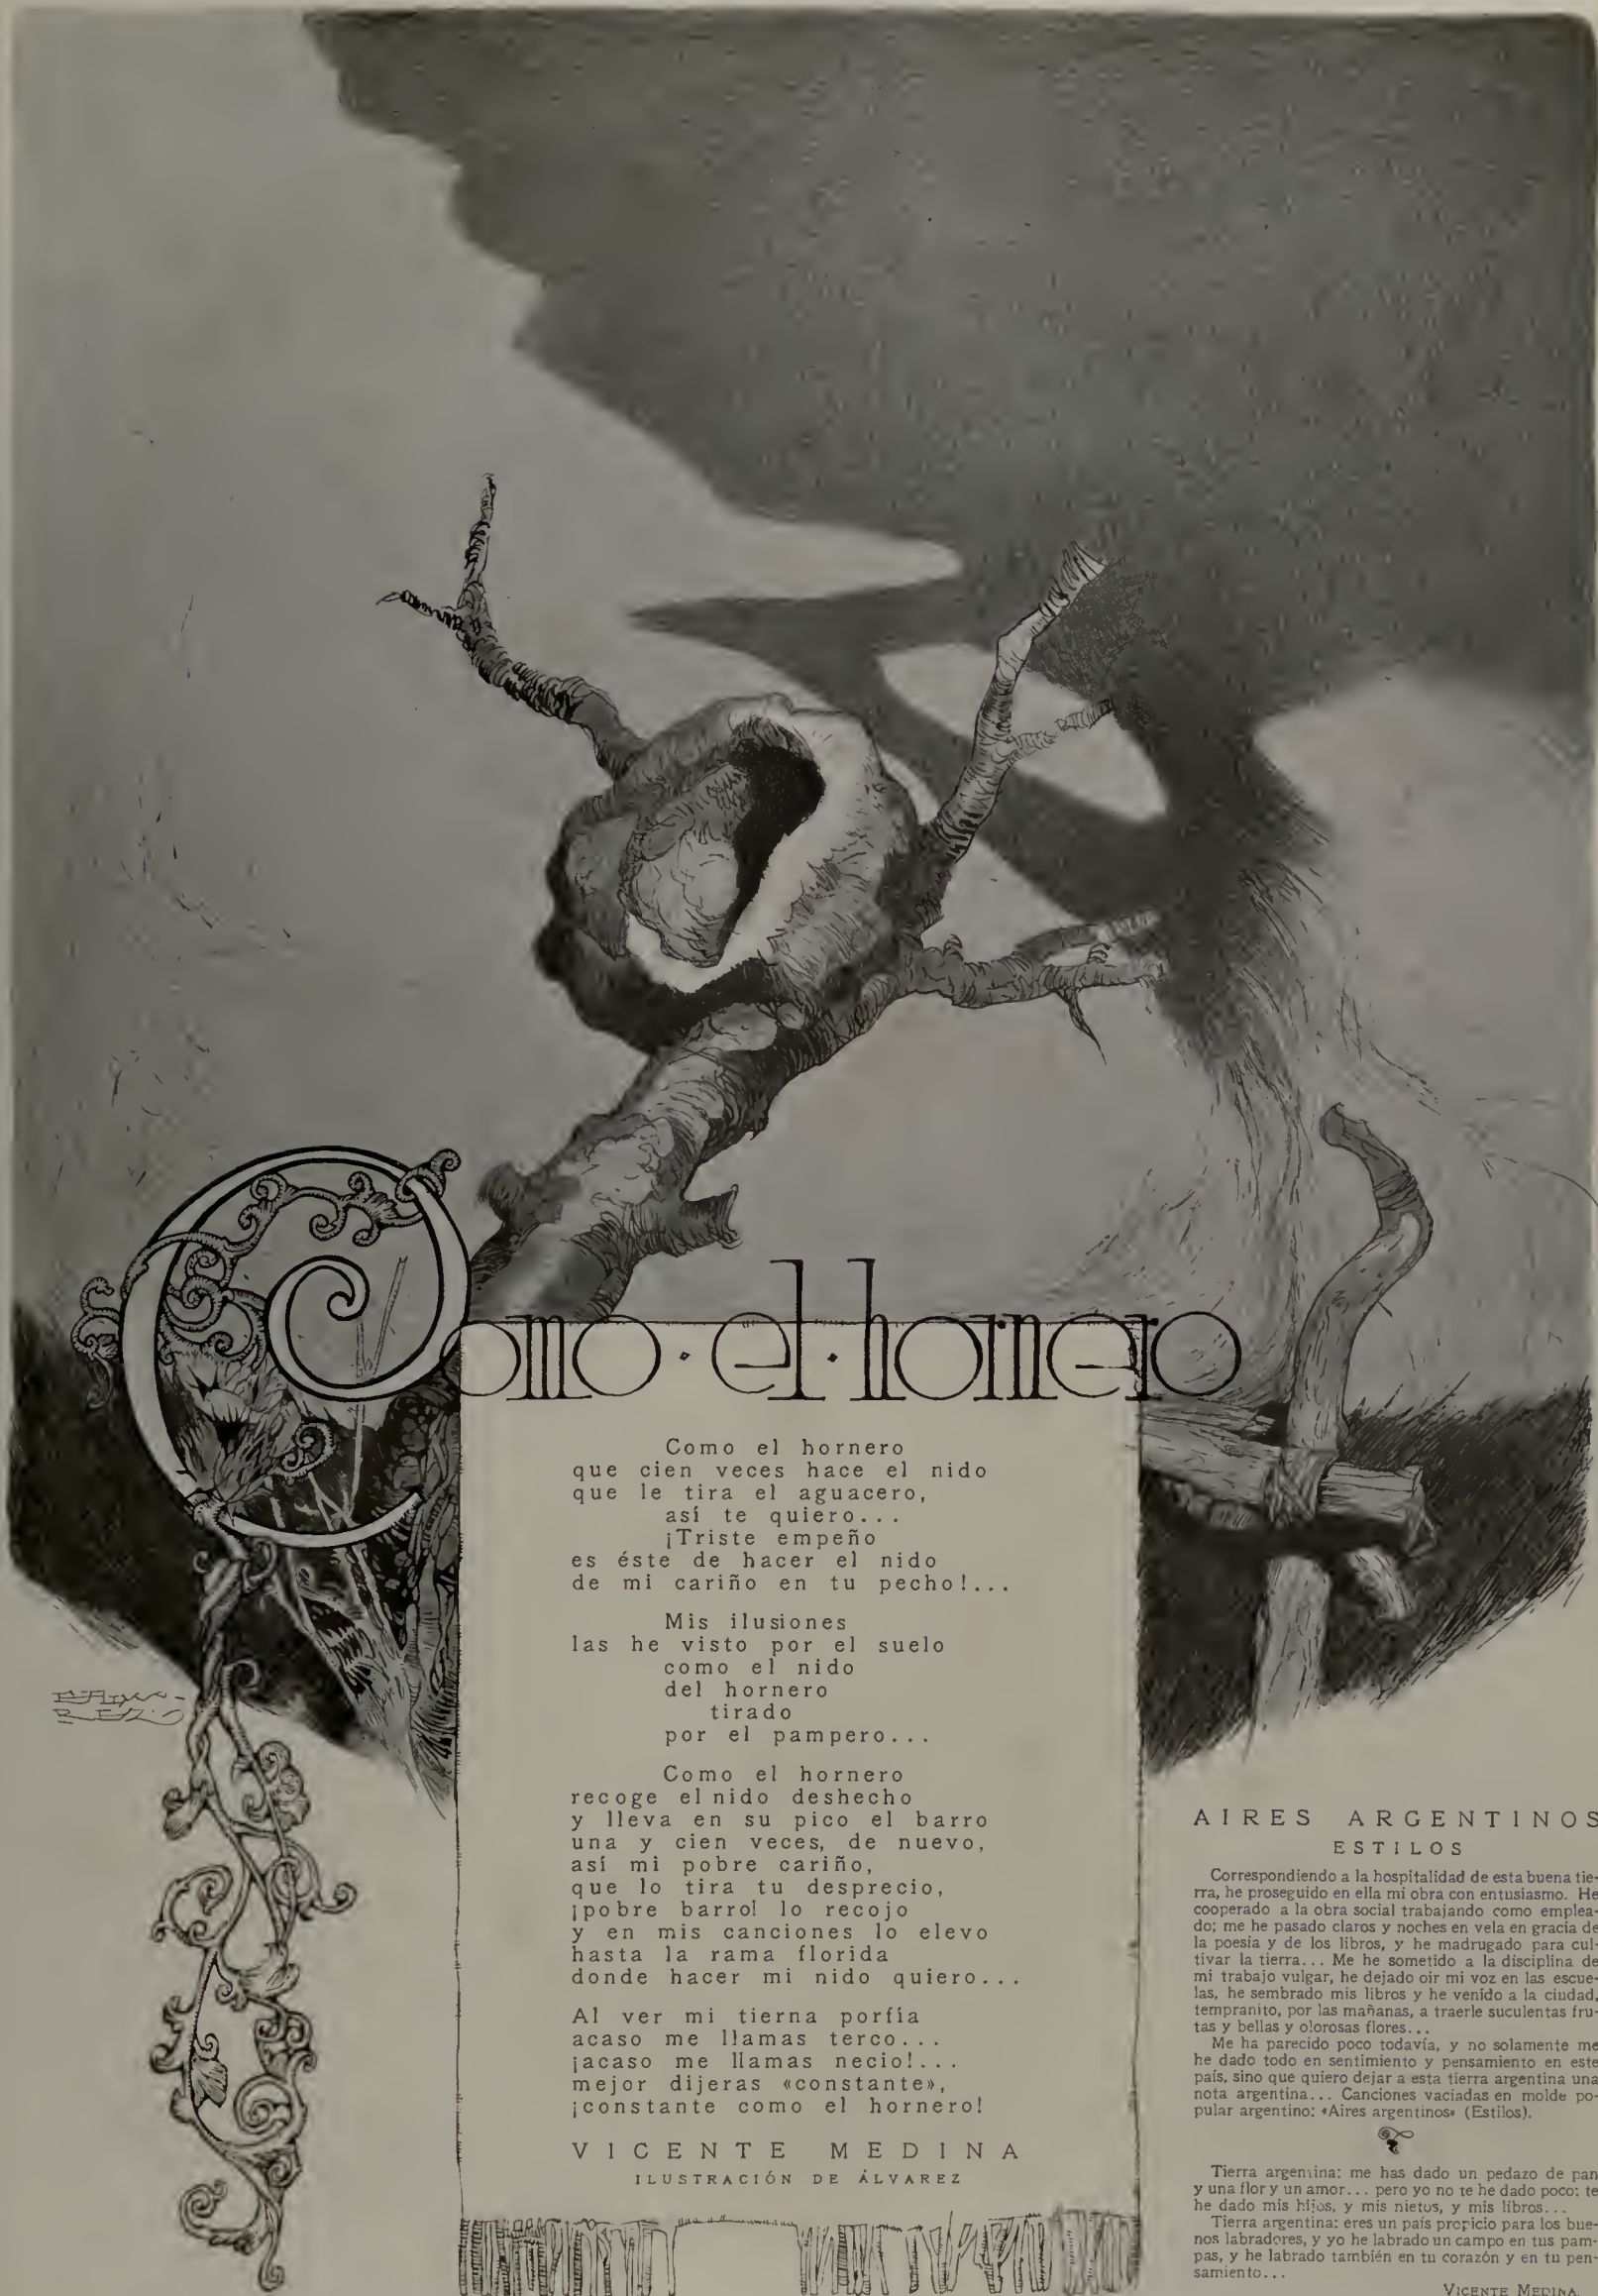 Como · el · hornero
Como el hornero
que cien veces hace el nido
que le tira el aguacero,
así te quiero...
¡Triste empeño
es éste de hacer el nido
de mi cariño en tu pecho!...
Mis ilusiones
las he visto por el suelo
como el nido
del hornero
tirado
por el pampero...
Como el hornero
recoge el nido deshecho
y lleva en su pico el barro
una y cien veces, de nuevo,
así mi pobre cariño,
que lo tira tu desprecio,
¡pobre barro! lo recojo
y en mis canciones lo elevo
hasta la rama florida
donde hacer mi nido quiero...
Al ver mi tierna porfía
acaso me llamas terco...
¡acaso me llamas necio!...
mejor dijeras «constante»,
¡constante como el hornero!
VICENTE MEDINA
ILUSTRACIÓN DE ÁLVAREZ
AIRES ARGENTINOS
ESTILOS
Correspondiendo a la hospitalidad de esta buena tie-
rra, he proseguido en ella mi obra con entusiasmo. He
cooperado a la obra social trabajando como emplea-
do; me he pasado claros y noches en vela en gracia de
la poesia y de los libros, y he madrugado para cul-
tivar la tierra... Me he sometido a la disciplina de
mi trabajo vulgar, he dejado oir mi voz en las escue-
las, he sembrado mis libros y he venido a la ciudad,
tempranito, por las mañanas, a traerle suculentas fru-
tas y bellas y olorosas flores...
Me ha parecido poco todavía, y no solamente me
he dado todo en sentimiento y pensamiento en este
país, sino que quiero dejar a esta tierra argentina una
nota argentina... Canciones vaciadas en molde po-
pular argentino: «Aires argentinos» (Estilos).
Tierra argentina: me has dado un pedazo de pan
y una flor y un amor... pero yo no te he dado poco: te
he dado mis hijos, y mis nietos, y mis libros...
Tierra argentina: eres un país propicio para los bue-
nos labradores, y yo he labrado un campo en tus pam-
pas, y he labrado también en tu corazón y en tu pen-
samiento...
VICENTE MEDINA.